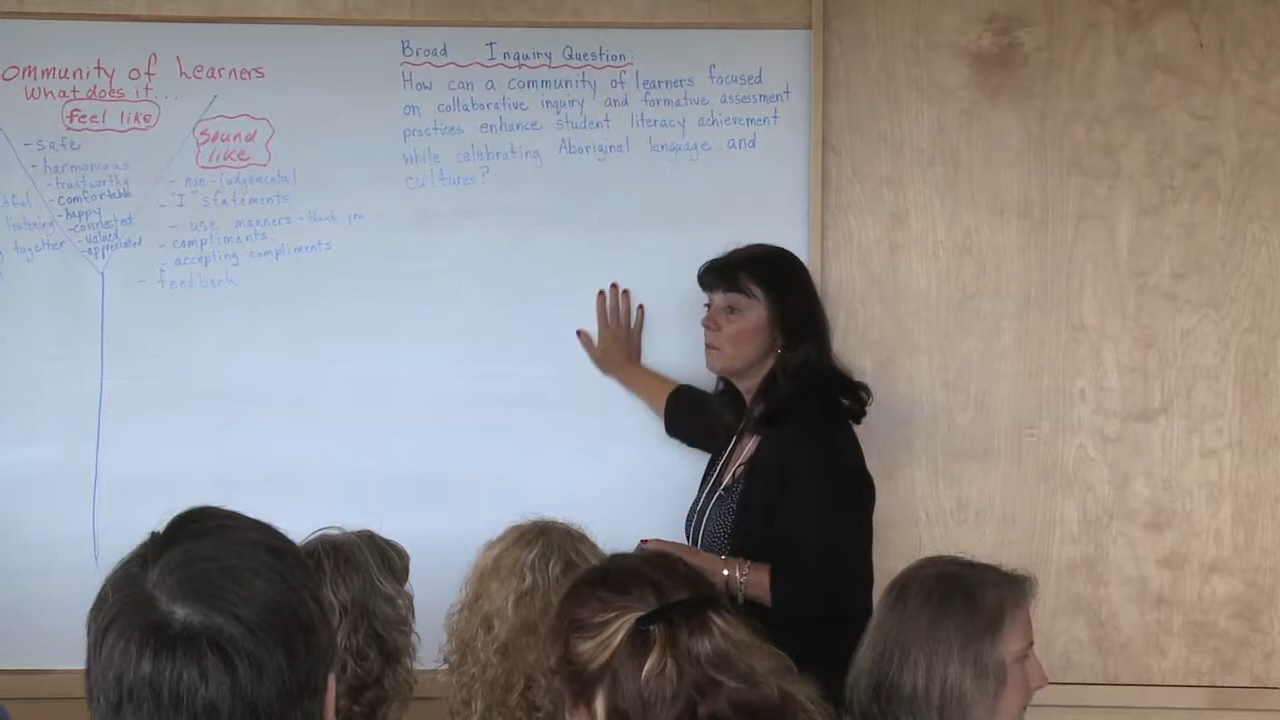 ommunity of Learners
What does it...
feel like
- safe
- harmonious
- trustworthy
- comfortable
- happy
- connected
- valued
- appreciated
listening
together
Sound
like
- non-judgemental
- "I" statements
- use manners - thank you
- compliments
- accepting compliments
- feedback
Broad Inquiry Question:
How can a community of learners focused
on collaborative inquiry and formative assessment
practices enhance student literacy achievement
while celebrating Aboriginal language and
cultures?